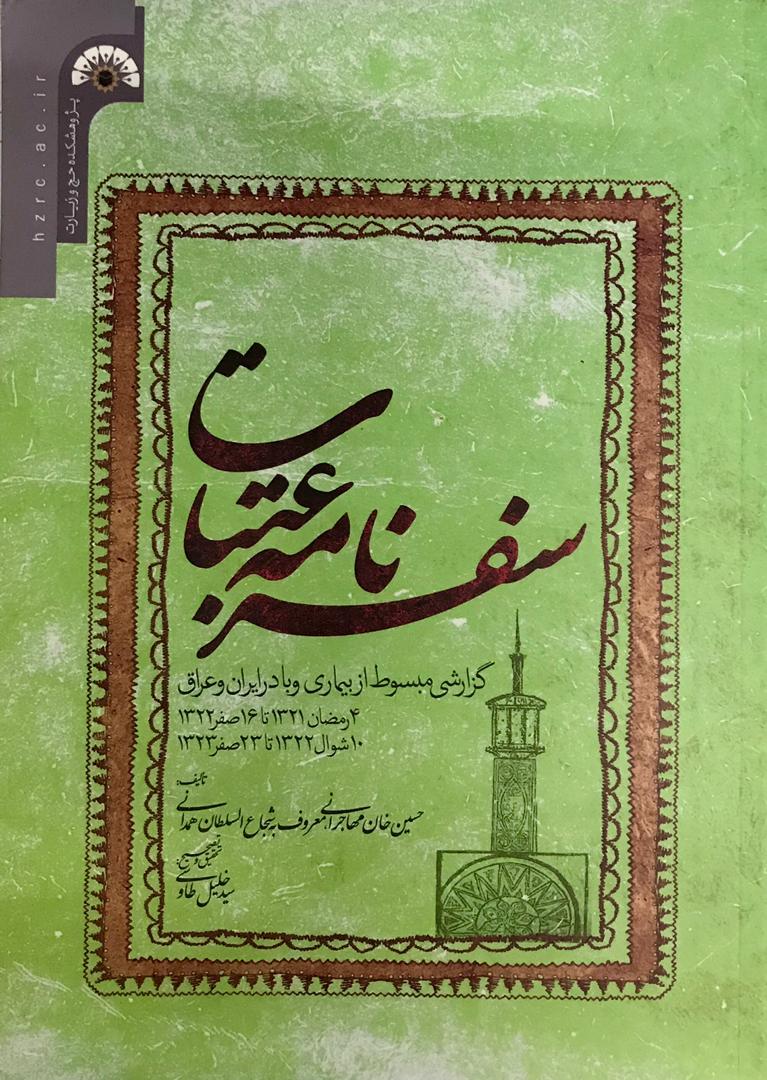 hzrc.ac.ir
پژوهشکده حج و زیارت
سفرنامه عتبات
گزارشی مبسوط از بیماری وبا در ایران و عراق
۴ رمضان ۱۳۲۱ تا ۱۶ صفر ۱۳۲۲
۱۰ شوال ۱۳۲۲ تا ۲۳ صفر ۱۳۲۳
تألیف:
حسین خان مهاجرانی معروف به شجاع السلطان همدانی
تحقیق و تصحیح:
سید خلیل طاوسی